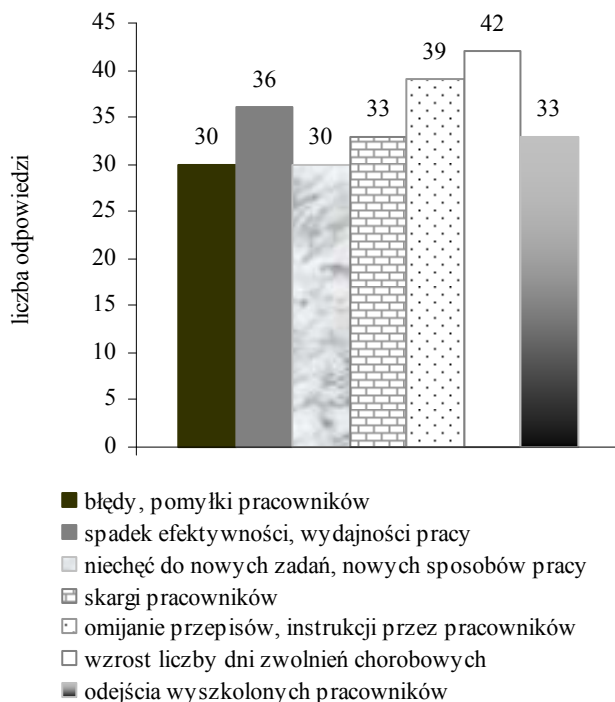 liczba odpowiedzi
45
40
35
30
25
20
15
10
5
0
30
36
30
33
39
42
33
błędy, pomyłki pracowników
spadek efektywności, wydajności pracy
niechęć do nowych zadań, nowych sposobów pracy
skargi pracowników
omijanie przepisów, instrukcji przez pracowników
wzrost liczby dni zwolnień chorobowych
odejścia wyszkolonych pracowników